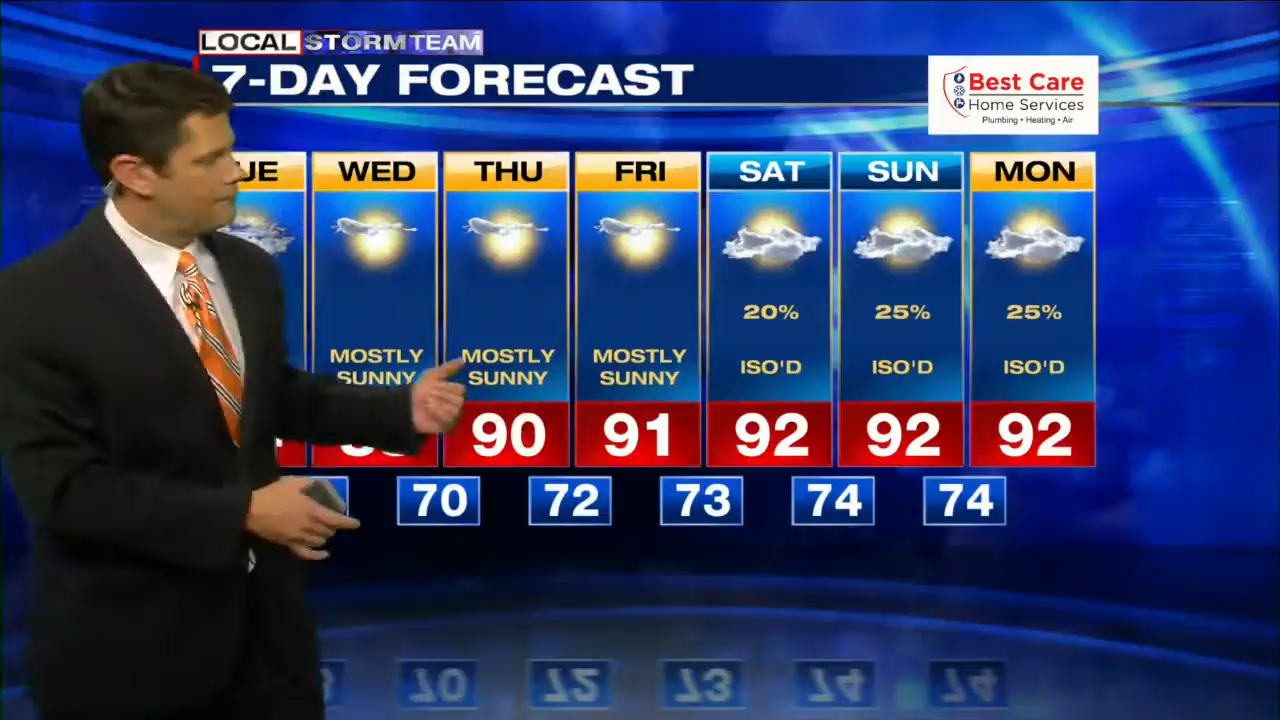 LOCAL STORM TEAM
7-DAY FORECAST
Best Care
Home Services
Plumbing • Heating • Air
WED THU FRI SAT SUN MON
20% 25% 25%
MOSTLY SUNNY MOSTLY SUNNY MOSTLY SUNNY ISO'D ISO'D ISO'D
90 91 92 92 92
70 72 73 74 74